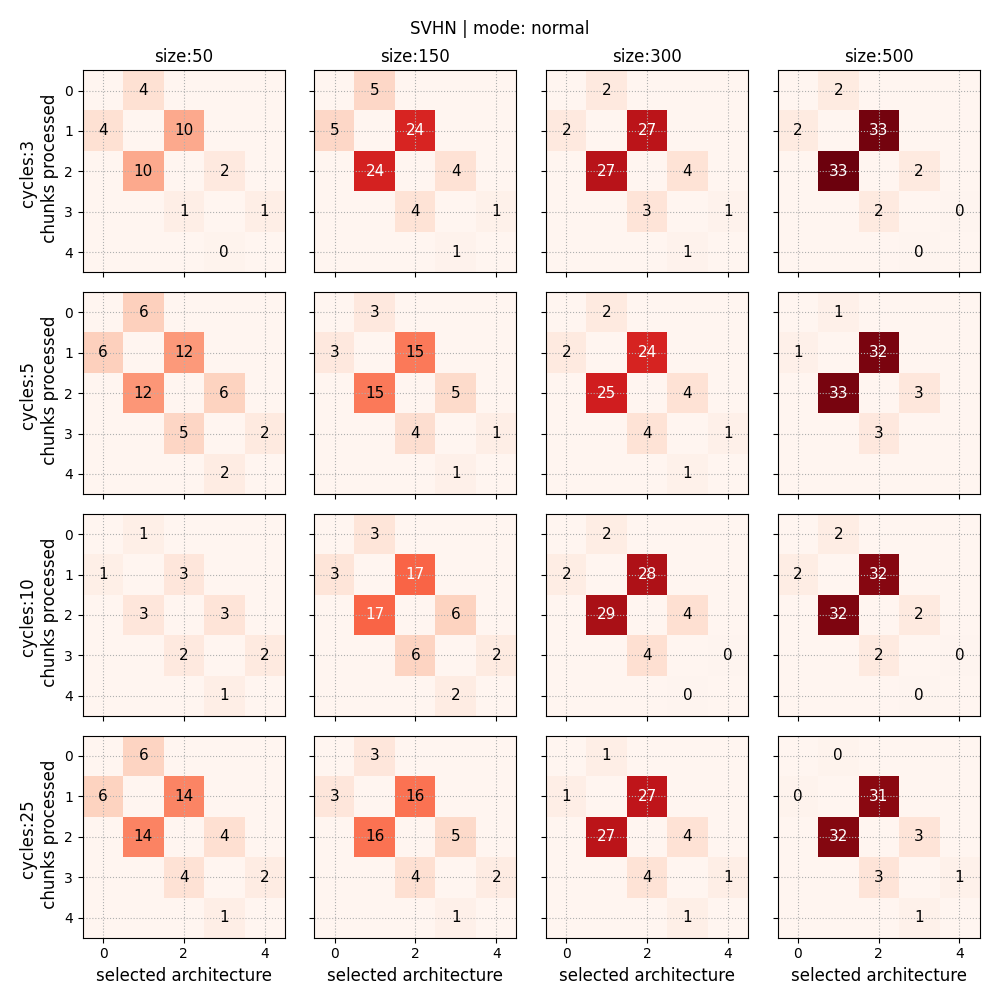 SVHN | mode: normal
size:50 size:150 size:300 size:500
0 4 5 2 2
1 4 10 5 24 2 27 2 33
2 10 2 24 4 27 4 33 2
3 1 1 4 1 3 1 2 0
4 0 1 1 0
cycles:3
chunks processed
0 6 3 2 1
1 6 12 3 15 2 24 1 32
2 12 6 15 5 25 4 33 3
3 5 2 4 1 4 1 3
4 2 1 1
cycles:5
chunks processed
0 1 3 2 2
1 1 3 3 17 2 28 2 32
2 3 3 17 6 29 4 32 2
3 2 2 6 2 4 0 2 0
4 1 2 0 0
cycles:10
chunks processed
0 6 3 1 0
1 6 14 3 16 1 27 0 31
2 14 4 16 5 27 4 32 3
3 4 2 4 2 4 1 3 1
4 1 1 1 1
cycles:25
chunks processed
0 2 4 0 2 4 0 2 4 0 2 4
selected architecture selected architecture selected architecture selected architecture